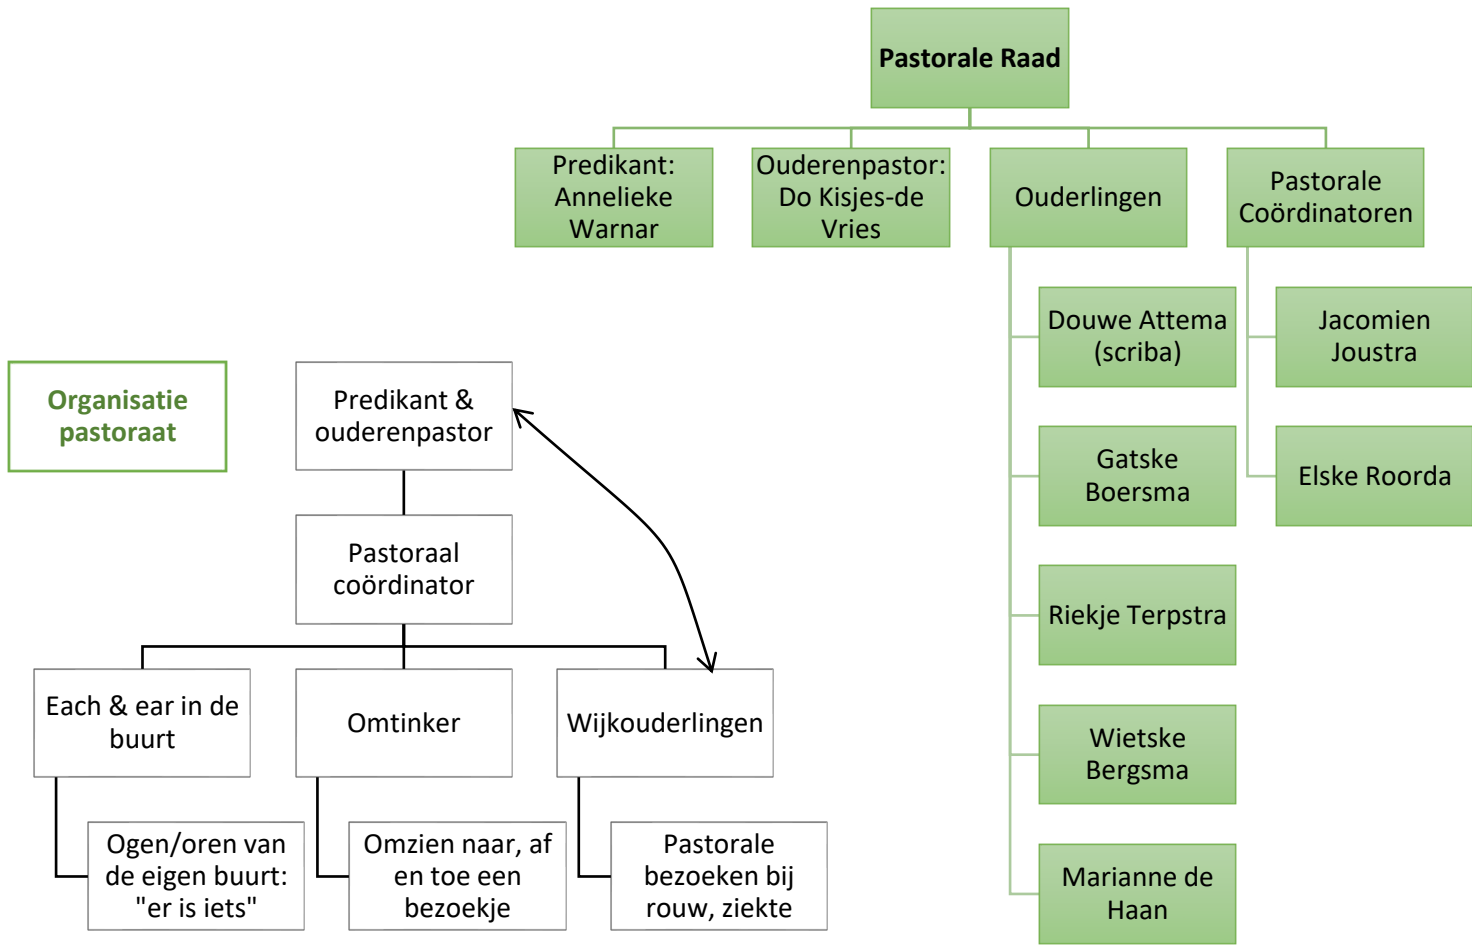 Pastorale Raad
Predikant:
Annelieke
Warnar
Ouderenpastor:
Do Kisjes-de
Vries
Ouderlingen
Pastorale
Coördinatoren
Douwe Attema
(scriba)
Gatske
Boersma
Riekje Terpstra
Wietske
Bergsma
Marianne de
Haan
Jacomien
Joustra
Elske Roorda
Organisatie
pastoraat
Predikant &
ouderenpastor
Pastoraal
coördinator
Each & ear in de
buurt
Omtinker
Wijkouderlingen
Ogen/oren van
de eigen buurt:
"er is iets"
Omzien naar, af
en toe een
bezoekje
Pastorale
bezoeken bij
rouw, ziekte